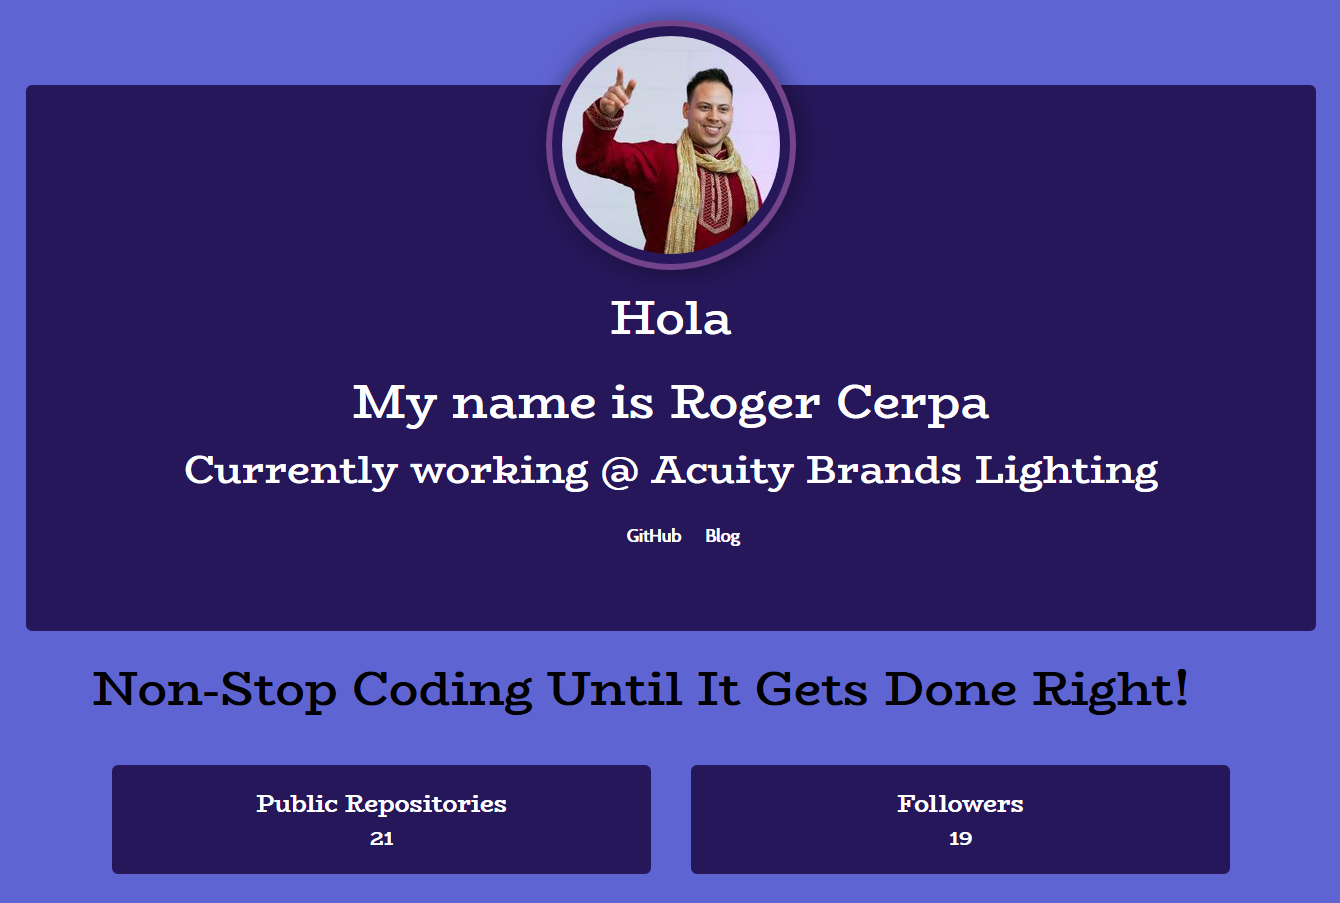 Hola
My name is Roger Cerpa
Currently working @ Acuity Brands Lighting
GitHub Blog
Non-Stop Coding Until It Gets Done Right!
Public Repositories
21
Followers
19